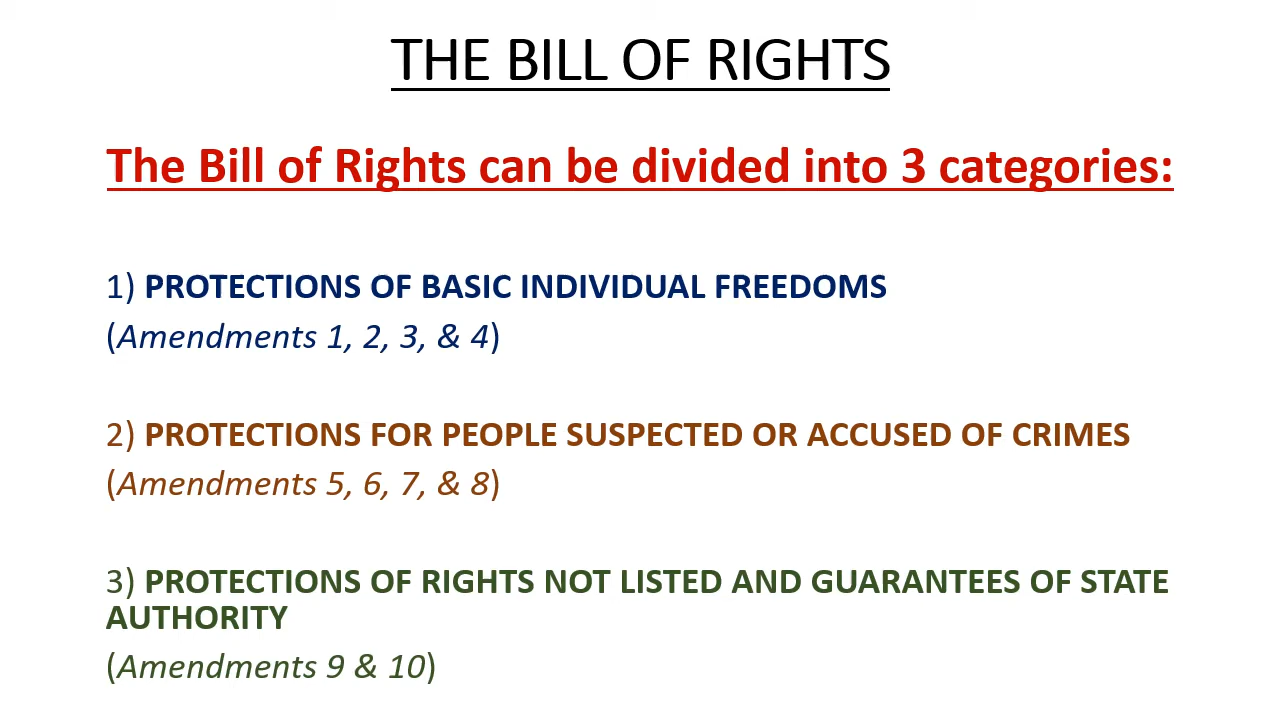 THE BILL OF RIGHTS
The Bill of Rights can be divided into 3 categories:
1) PROTECTIONS OF BASIC INDIVIDUAL FREEDOMS
(Amendments 1, 2, 3, & 4)
2) PROTECTIONS FOR PEOPLE SUSPECTED OR ACCUSED OF CRIMES
(Amendments 5, 6, 7, & 8)
3) PROTECTIONS OF RIGHTS NOT LISTED AND GUARANTEES OF STATE
AUTHORITY
(Amendments 9 & 10)